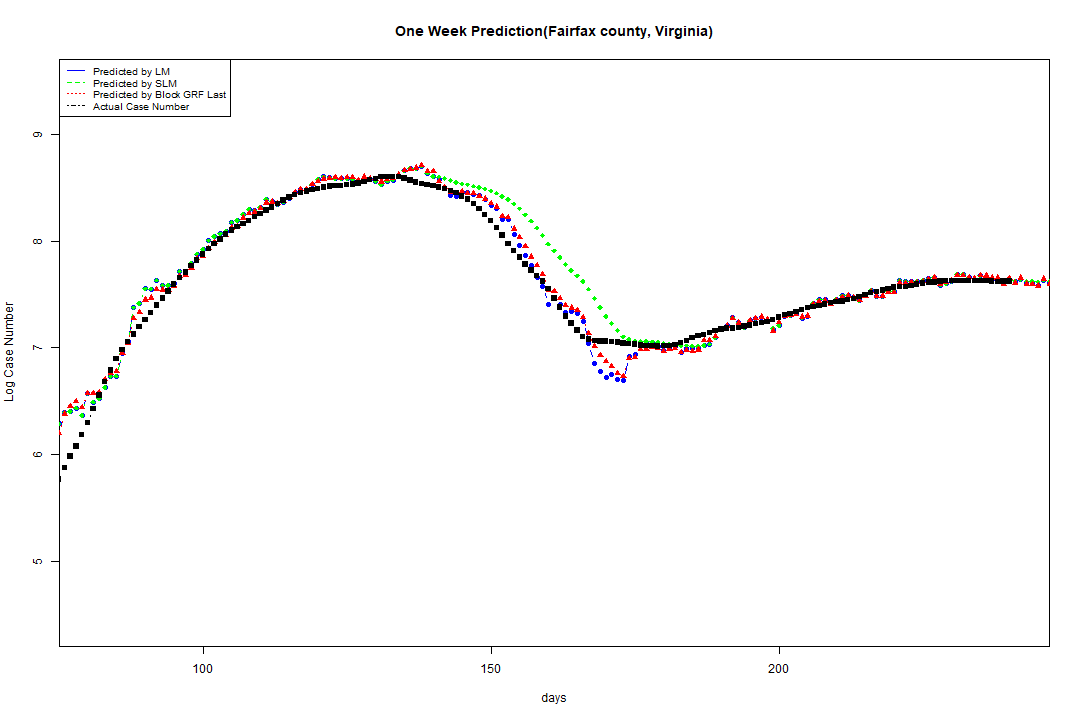 One Week Prediction(Fairfax county, Virginia)
Predicted by LM
Predicted by SLM
Predicted by Block GRF Last
Actual Case Number
9
8
7
6
5
Log Case Number
100 150 200
days